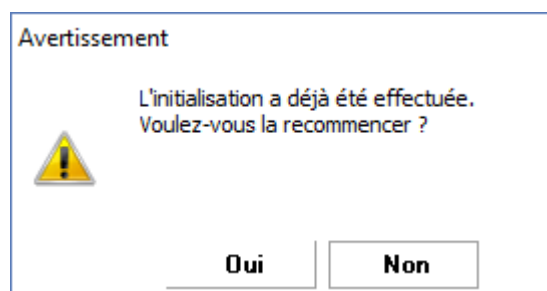 Avertissement
L'initialisation a déjà été effectuée.
Voulez-vous la recommencer ?
Oui Non